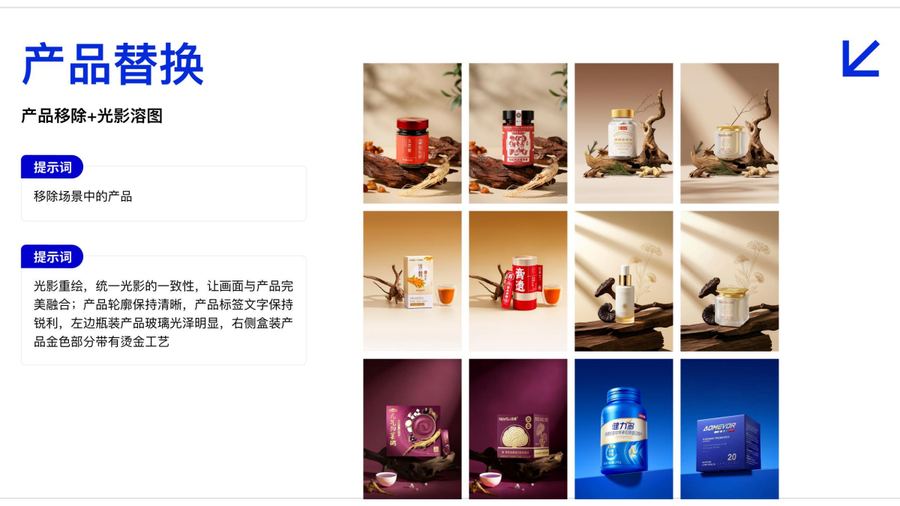 产品替换
产品移除+光影溶图
提示词
移除场景中的产品
提示词
光影重绘，统一光影的一致性，让画面与产品完
美融合；产品轮廓保持清晰，产品标签文字保持
锐利，左边瓶装产品玻璃光泽明显，右侧盒装产
品金色部分带有烫金工艺
健力多
AOMEVOR
20